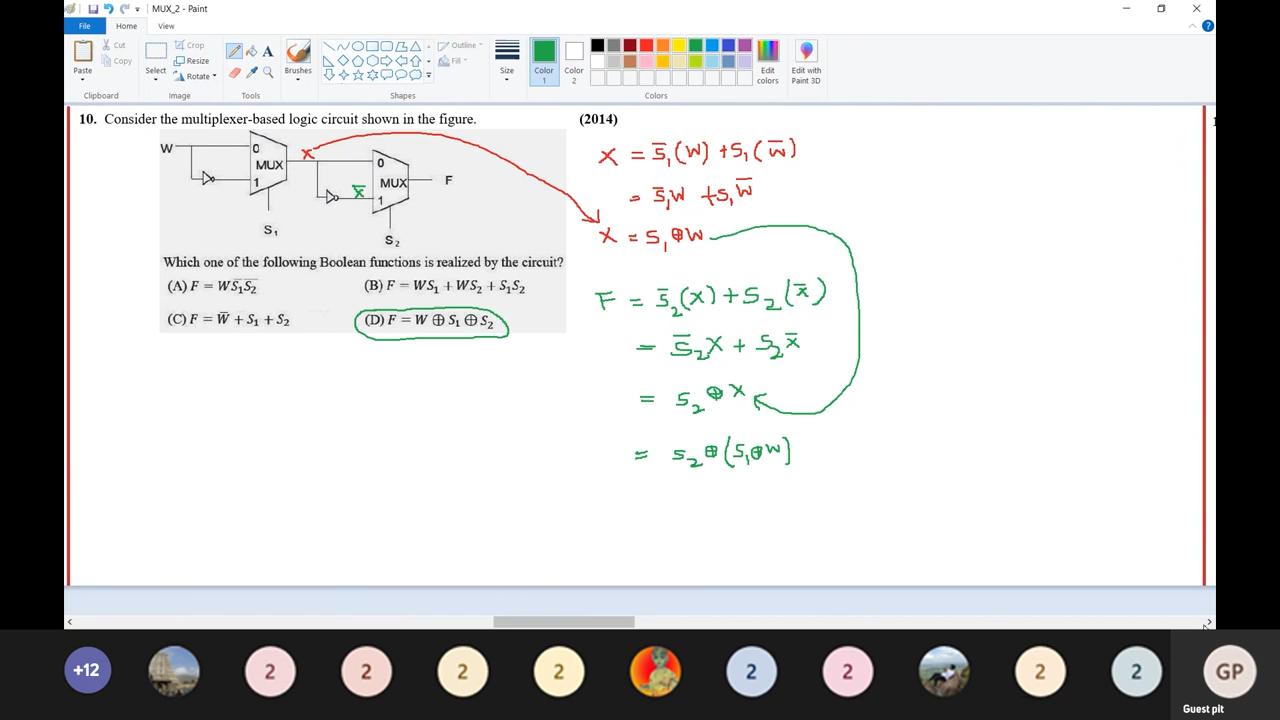 MUX_2 - Paint
File Home View
Paste
Cut
Copy
Clipboard
Select
Crop
Resize
Rotate
Image
A
Tools
Brushes
Shapes
Outline
Fill
Size
Color 1
Color 2
Colors
Edit colors
Edit with Paint 3D
10. Consider the multiplexer-based logic circuit shown in the figure. (2014)
W
0
MUX
1
S₁
X
X̅
0
MUX
1
S₂
F
Which one of the following Boolean functions is realized by the circuit?
(A) F = WS̅₁S̅₂ (B) F = WS₁ + WS₂ + S₁S₂
(C) F = W̅ + S₁ + S₂ (D) F = W ⊕ S₁ ⊕ S₂
X = S̅₁(W) + S₁(W̅)
= S̅₁W + S₁W̅
X = S₁⊕W
F = S̅₂(X) + S₂(X̅)
= S̅₂X + S₂X̅
= S₂⊕X
= S₂⊕(S₁⊕W)
+12
2
2
2
2
2
2
2
2
GP
Guest pit